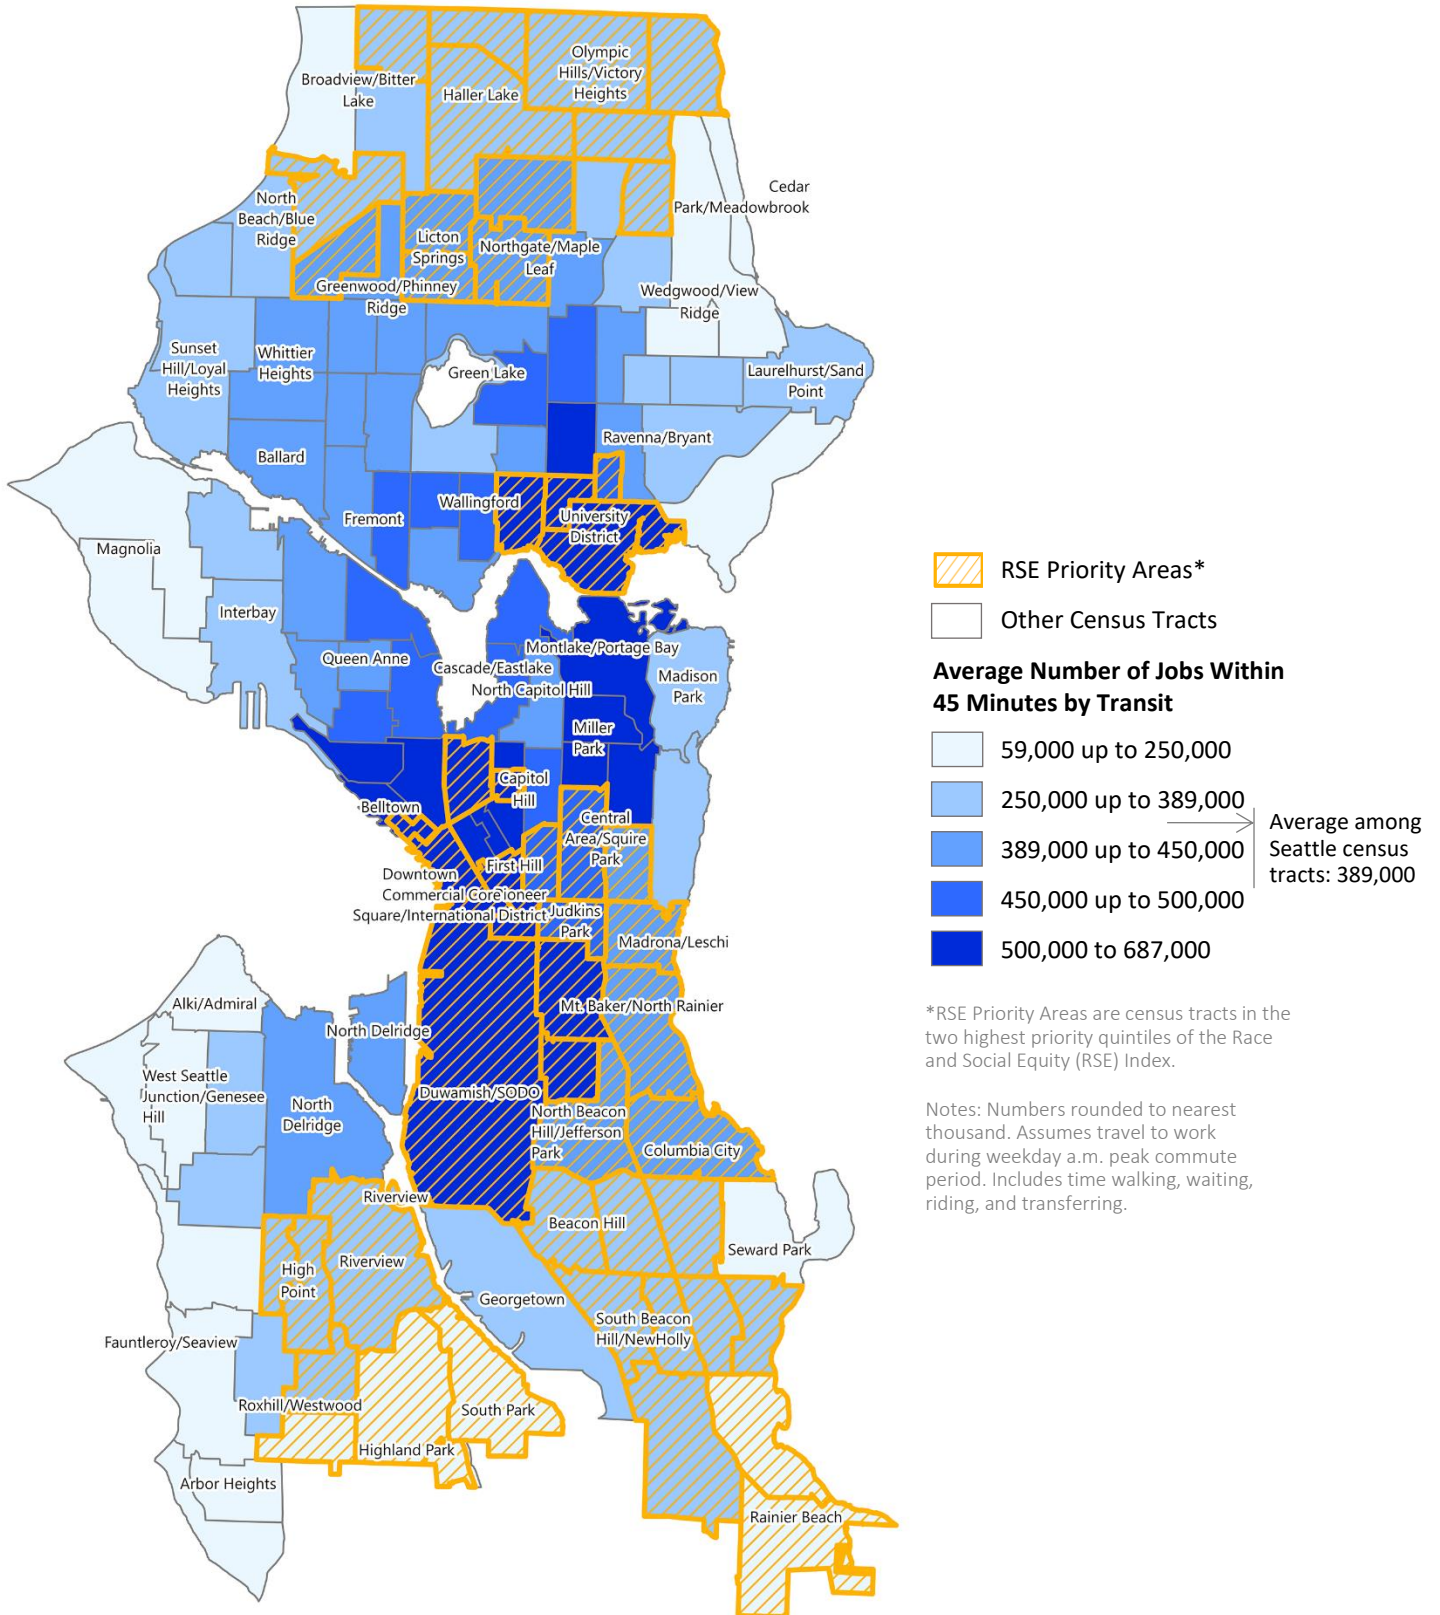 Olympic
Hills/Victory
Heights
Broadview/Bitter
Lake
Haller Lake
Cedar
Park/Meadowbrook
North
Beach/Blue
Ridge
Licton
Springs
Northgate/Maple
Leaf
Greenwood/Phinney
Ridge
Wedgwood/View
Ridge
Sunset
Hill/Loyal
Heights
Whittier
Heights
Green Lake
Laurelhurst/Sand
Point
Ravenna/Bryant
Ballard
Wallingford
Fremont
University
District
Magnolia
Interbay
Queen Anne
Montlake/Portage Bay
Cascade/Eastlake
North Capitol Hill
Madison
Park
Miller
Park
Capitol
Hill
Belltown
Central
Area/Squire
Park
First Hill
Downtown
Commercial Core
ioneer
Square/International District
Judkins
Park
Madrona/Leschi
Alki/Admiral
North Delridge
Mt. Baker/North Rainier
West Seattle
Junction/Genesee
Hill
North
Delridge
Duwamish/SODO
North Beacon
Hill/Jefferson
Park
Columbia City
Riverview
Beacon Hill
Seward Park
Riverview
High
Point
Georgetown
South Beacon
Hill/NewHolly
Fauntleroy/Seaview
Roxhill/Westwood
South Park
Highland Park
Arbor Heights
Rainier Beach
RSE Priority Areas*
Other Census Tracts
Average Number of Jobs Within
45 Minutes by Transit
59,000 up to 250,000
250,000 up to 389,000
389,000 up to 450,000
450,000 up to 500,000
500,000 to 687,000
Average among
Seattle census
tracts: 389,000
*RSE Priority Areas are census tracts in the
two highest priority quintiles of the Race
and Social Equity (RSE) Index.
Notes: Numbers rounded to nearest
thousand. Assumes travel to work
during weekday a.m. peak commute
period. Includes time walking, waiting,
riding, and transferring.